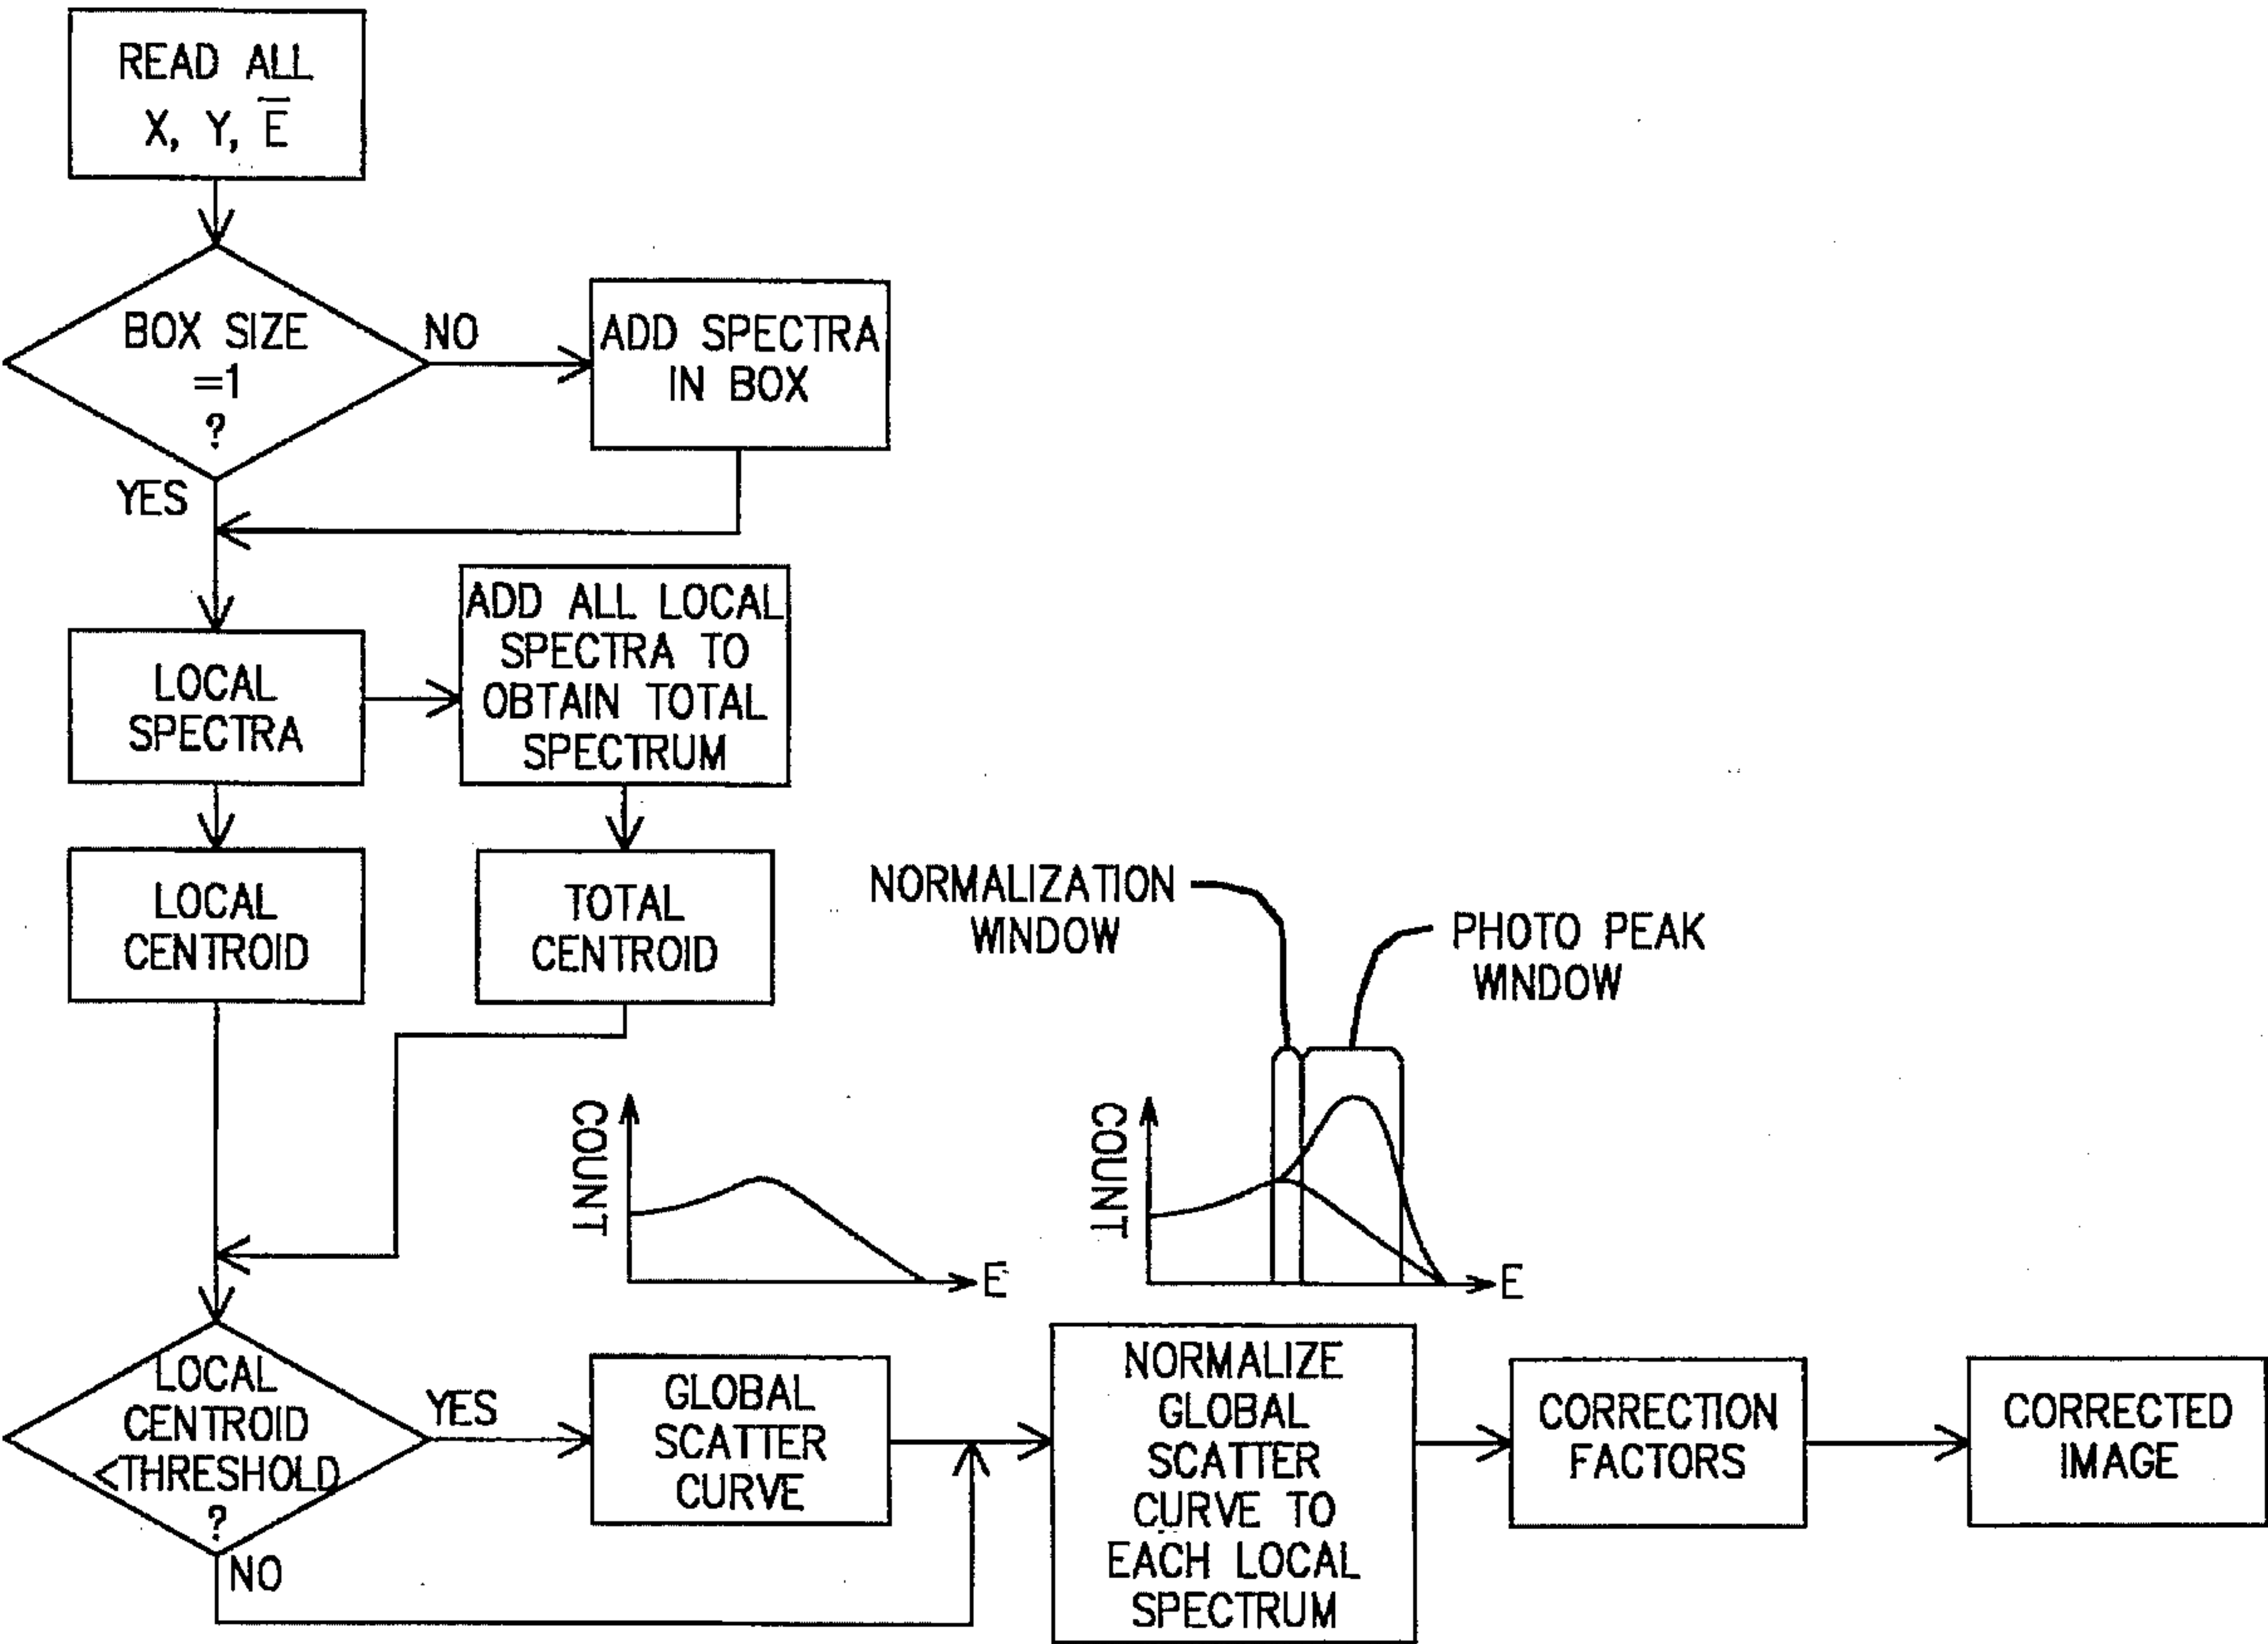 READ ALL
X, Y, E̅
BOX SIZE
=1
?
NO
YES
ADD SPECTRA
IN BOX
LOCAL
SPECTRA
ADD ALL LOCAL
SPECTRA TO
OBTAIN TOTAL
SPECTRUM
LOCAL
CENTROID
TOTAL
CENTROID
NORMALIZATION
WINDOW
PHOTO PEAK
WINDOW
COUNT
E
COUNT
E
LOCAL
CENTROID
<THRESHOLD
?
YES
NO
GLOBAL
SCATTER
CURVE
NORMALIZE
GLOBAL
SCATTER
CURVE TO
EACH LOCAL
SPECTRUM
CORRECTION
FACTORS
CORRECTED
IMAGE